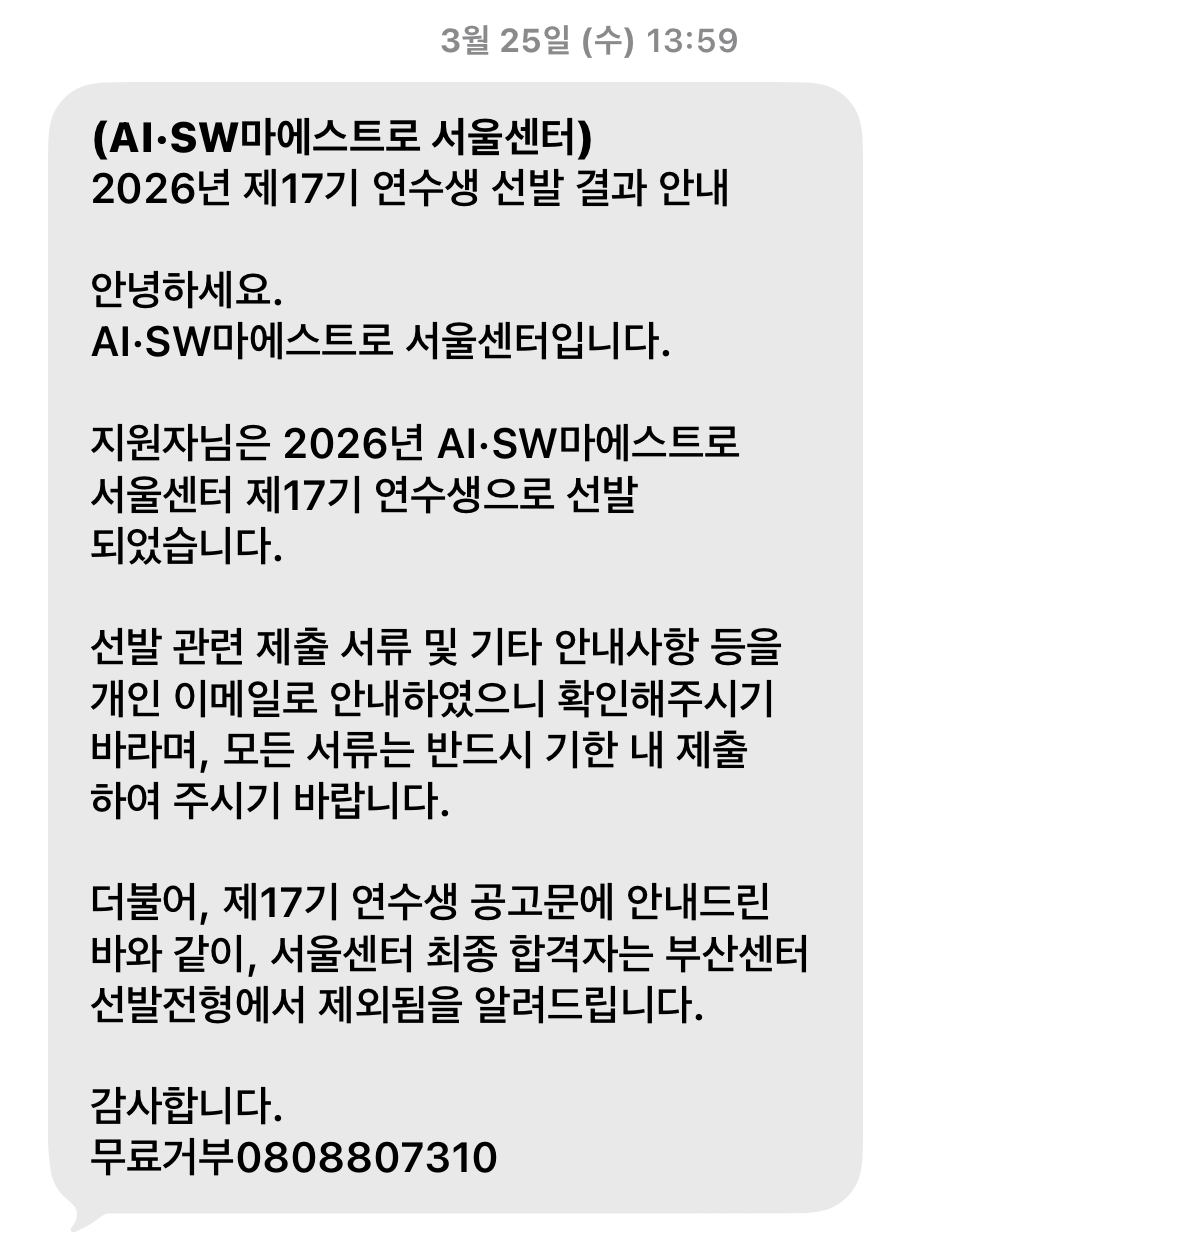 3월 25일 (수) 13:59
(AI·SW마에스트로 서울센터)
2026년 제17기 연수생 선발 결과 안내
안녕하세요.
AI·SW마에스트로 서울센터입니다.
지원자님은 2026년 AI·SW마에스트로
서울센터 제17기 연수생으로 선발
되었습니다.
선발 관련 제출 서류 및 기타 안내사항 등을
개인 이메일로 안내하였으니 확인해주시기
바라며, 모든 서류는 반드시 기한 내 제출
하여 주시기 바랍니다.
더불어, 제17기 연수생 공고문에 안내드린
바와 같이, 서울센터 최종 합격자는 부산센터
선발전형에서 제외됨을 알려드립니다.
감사합니다.
무료거부0808807310